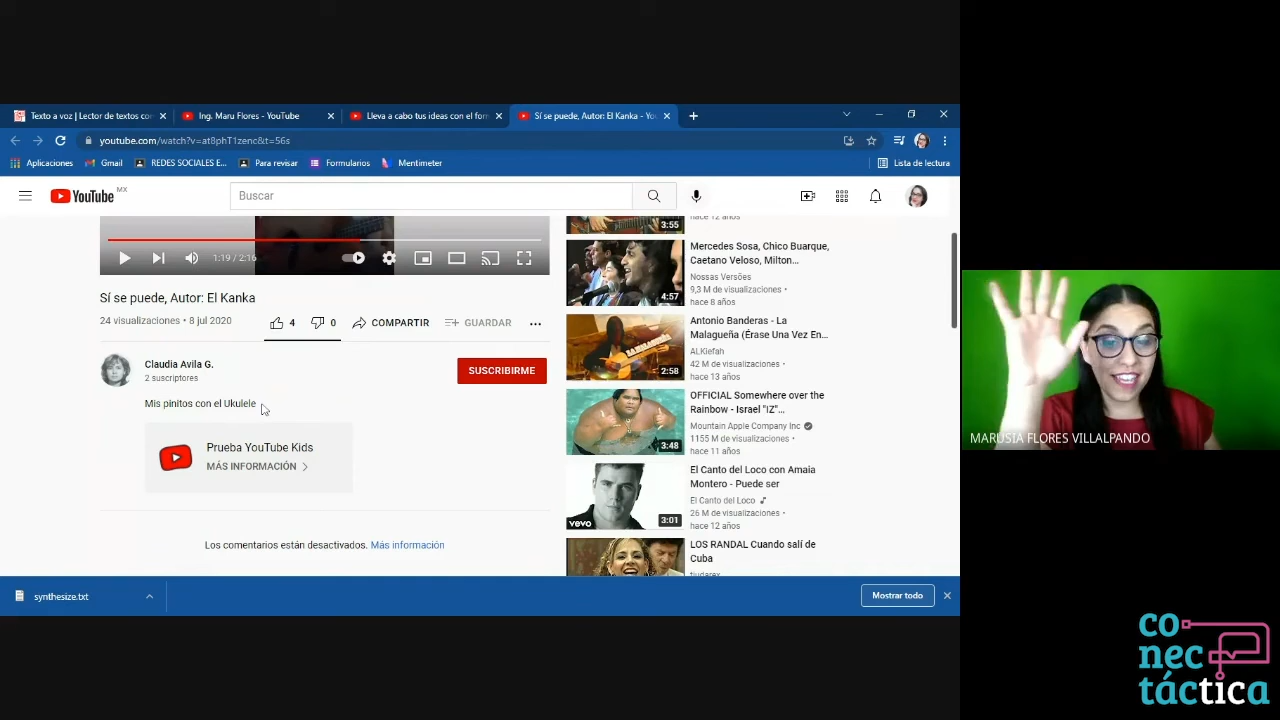 Texto a voz | Lector de textos con
Ing. Maru Flores - YouTube
Lleva a cabo tus ideas con el form
Sí se puede, Autor: El Kanka - You
youtube.com/watch?v=at8phT1zenc&t=56s
Aplicaciones
Gmail
REDES SOCIALES E...
Para revisar
Formularios
Mentimeter
Lista de lectura
YouTube MX
Buscar
1:19 / 2:16
Sí se puede, Autor: El Kanka
24 visualizaciones • 8 jul 2020
4
0
COMPARTIR
GUARDAR
...
Claudia Avila G.
2 suscriptores
SUSCRIBIRME
Mis pinitos con el Ukulele
Prueba YouTube Kids
MÁS INFORMACIÓN
Los comentarios están desactivados. Más información
3:55
hace 12 años
4:57
Mercedes Sosa, Chico Buarque,
Caetano Veloso, Milton...
Nossas Versões
9,3 M de visualizaciones •
hace 8 años
2:58
Antonio Banderas - La
Malagueña (Érase Una Vez En...
ALKiefah
42 M de visualizaciones •
hace 13 años
3:48
OFFICIAL Somewhere over the
Rainbow - Israel "IZ"...
Mountain Apple Company Inc
1155 M de visualizaciones •
hace 11 años
vevo
3:01
El Canto del Loco con Amaia
Montero - Puede ser
El Canto del Loco
26 M de visualizaciones •
hace 12 años
LOS RANDAL Cuando salí de
Cuba
synthesize.txt
Mostrar todo
MARUSIA FLORES VILLALPANDO
co
nec
táctica